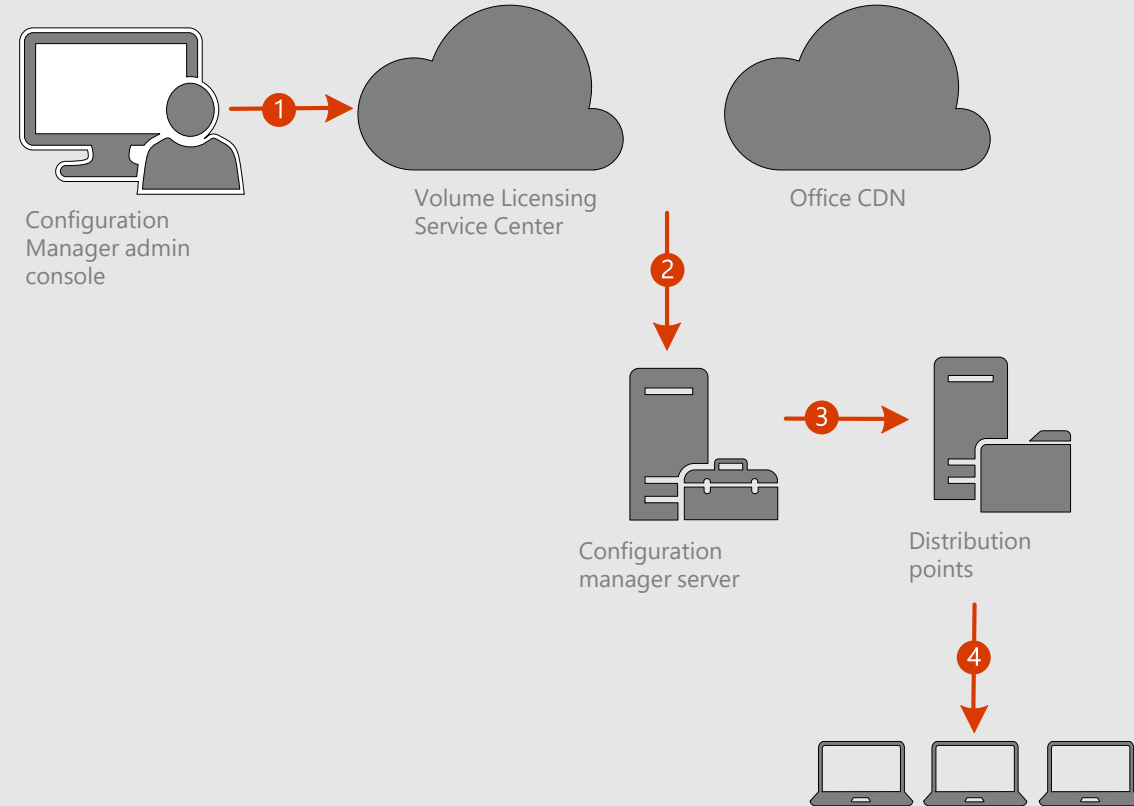 1
Volume Licensing
Service Center
Office CDN
Configuration
Manager admin
console
2
3
Configuration
manager server
Distribution
points
4